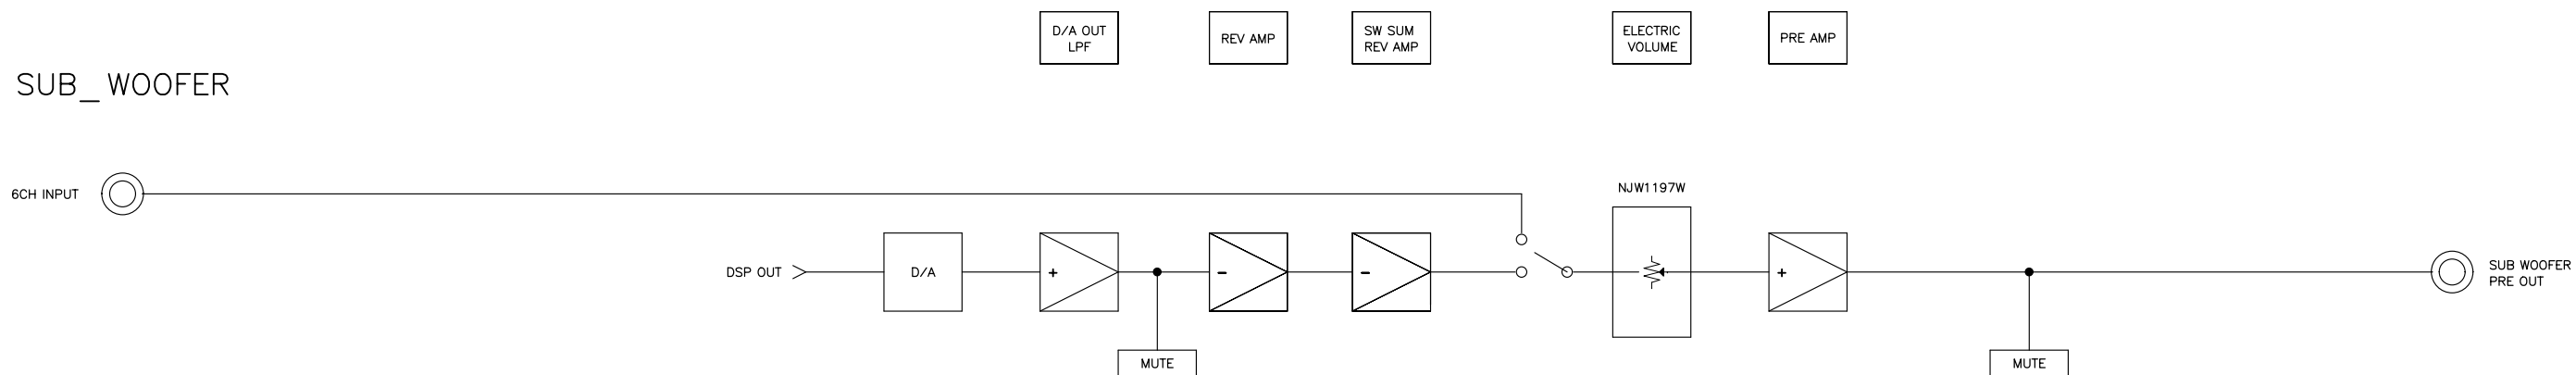 D/A OUT
LPF
REV AMP
SW SUM
REV AMP
ELECTRIC
VOLUME
PRE AMP
SUB_WOOFER
6CH INPUT
NJW1197W
DSP OUT
D/A
+
-
-
+
SUB WOOFER
PRE OUT
MUTE
MUTE